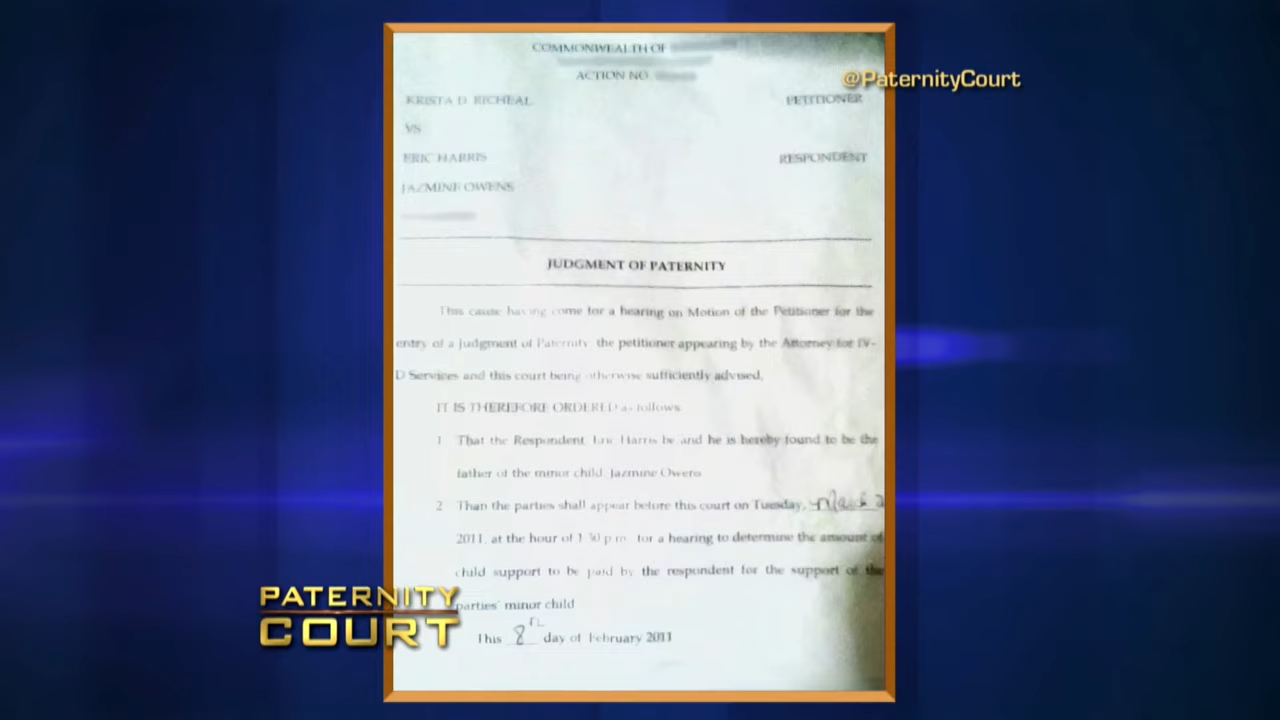 COMMONWEALTH OF
ACTION NO.
@PaternityCourt
KRISTA D. RICHEAL PETITIONER
VS
ERIC HARRIS RESPONDENT
JAZMINE OWENS
JUDGMENT OF PATERNITY
This cause having come for a hearing on Motion of the Petitioner for the
entry of a judgment of Paternity the petitioner appearing by the Attorney for IV-
D Services and this court being otherwise sufficiently advised,
IT IS THEREFORE ORDERED as follows:
1 That the Respondent, Eric Harris be and he is hereby found to be the
father of the minor child, Jazmine Owens
2 Than the parties shall appear before this court on Tuesday, March 2
2011, at the hour of 1:30 p.m. for a hearing to determine the amount of
child support to be paid by the respondent for the support of the
parties' minor child
This 8th day of February 2011
PATERNITY
COURT